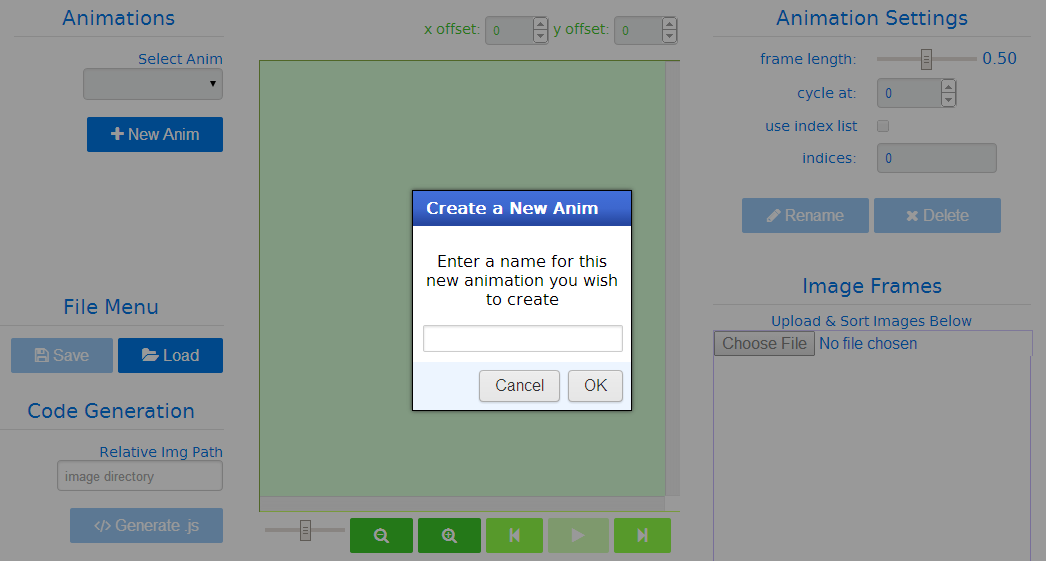 Animations
Select Anim
New Anim
File Menu
Save
Load
Code Generation
Relative Img Path
image directory
</> Generate .js
x offset: 0 y offset: 0
Create a New Anim
Enter a name for this
new animation you wish
to create
Cancel OK
Animation Settings
frame length: 0.50
cycle at: 0
use index list
indices: 0
Rename
Delete
Image Frames
Upload & Sort Images Below
Choose File No file chosen